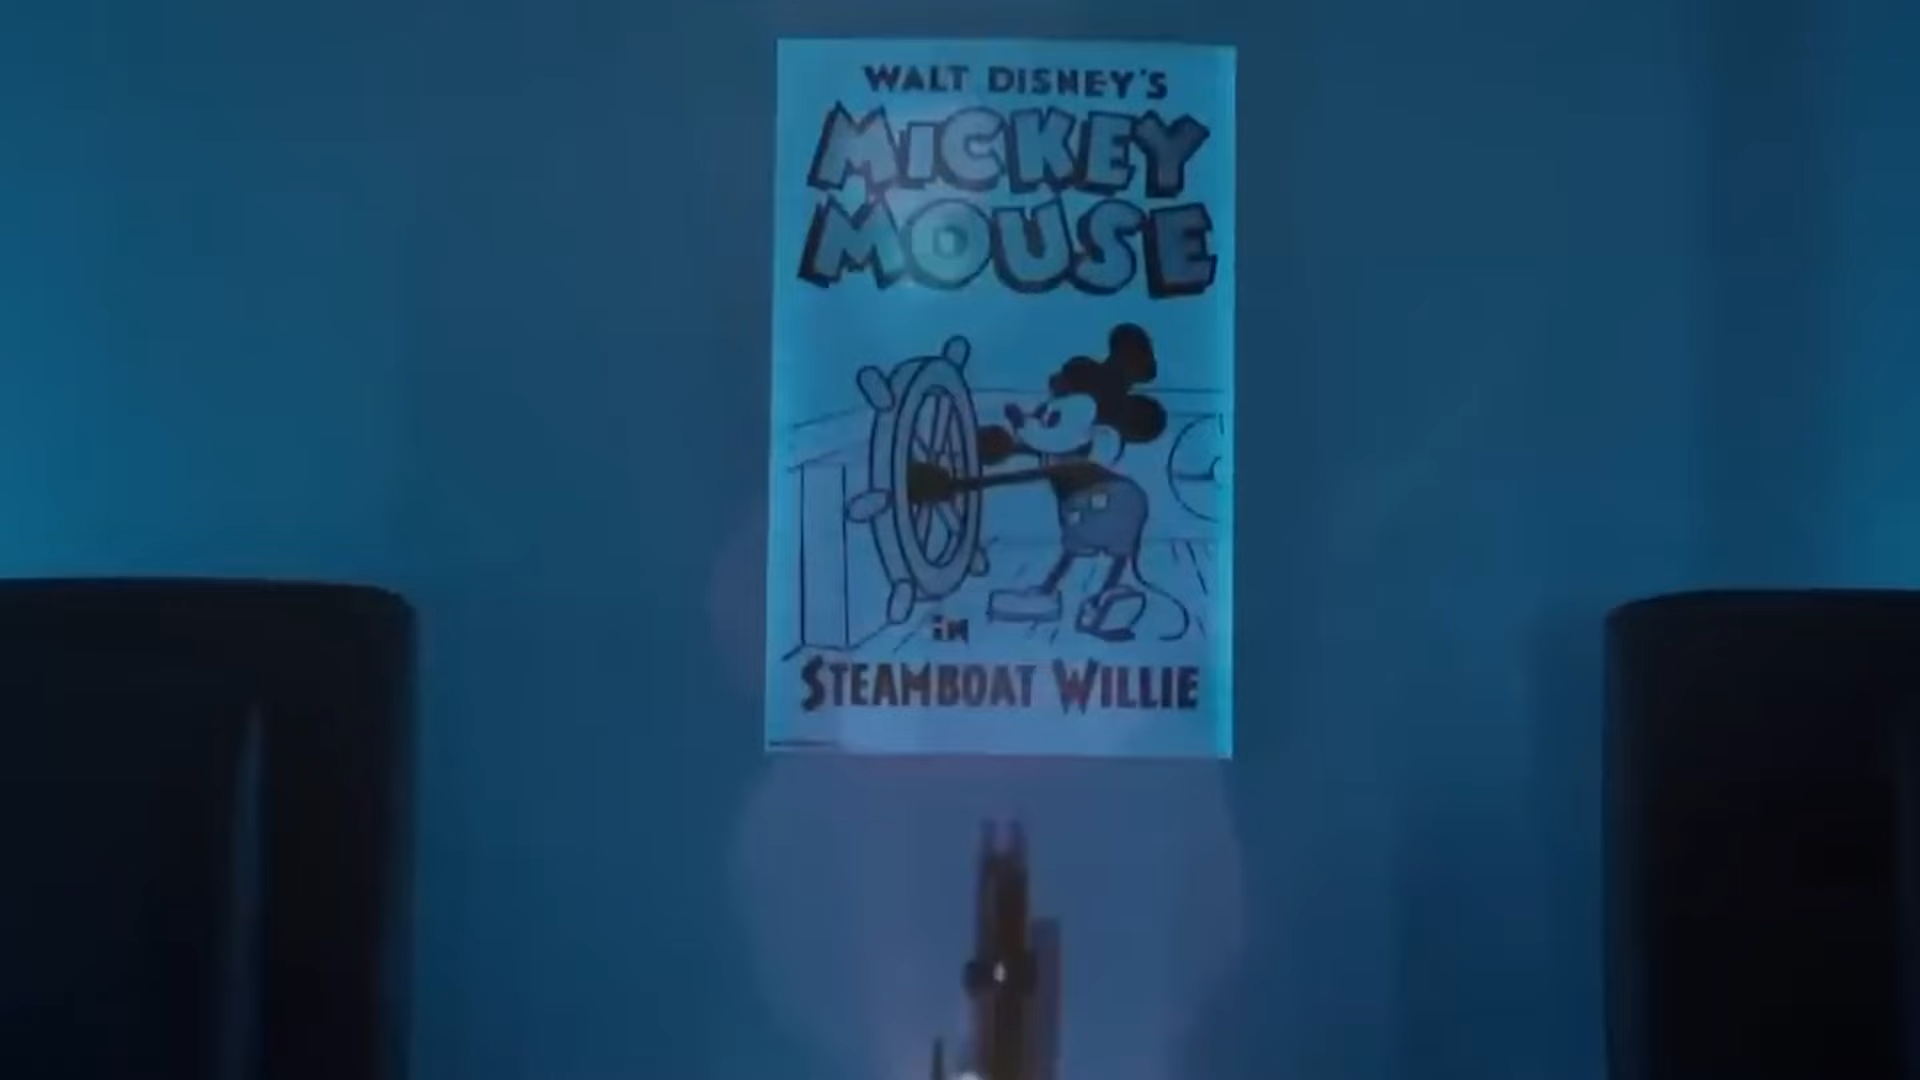 WALT DISNEY'S
MICKEY
MOUSE
IN
STEAMBOAT WILLIE